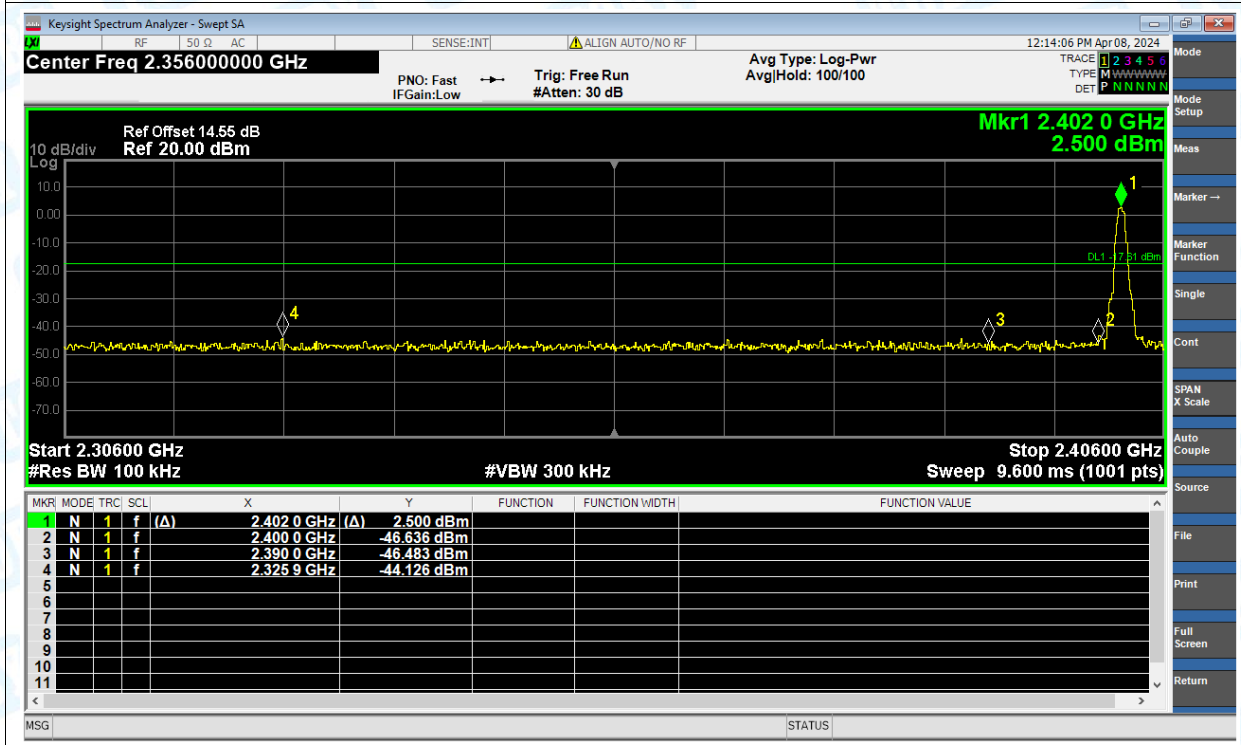 Keysight Spectrum Analyzer - Swept SA
LXI RF 50 Ω AC SENSE:INT ALIGN AUTO/NO RF 12:14:06 PM Apr 08, 2024
Center Freq 2.356000000 GHz
PNO: Fast
IFGain:Low
Trig: Free Run
#Atten: 30 dB
Avg Type: Log-Pwr
Avg|Hold: 100/100
TRACE 1 2 3 4 5 6
TYPE M W W W W W
DET P N N N N N
Ref Offset 14.55 dB
10 dB/div Ref 20.00 dBm
Log
Mkr1 2.402 0 GHz
2.500 dBm
10.0
0.00
-10.0
-20.0
-30.0
-40.0
-50.0
-60.0
-70.0
1
DL1 -17.61 dBm
4
3
2
Start 2.30600 GHz Stop 2.40600 GHz
#Res BW 100 kHz #VBW 300 kHz Sweep 9.600 ms (1001 pts)
MKR MODE TRC SCL X Y FUNCTION FUNCTION WIDTH FUNCTION VALUE
1 N 1 f (Δ) 2.402 0 GHz (Δ) 2.500 dBm
2 N 1 f 2.400 0 GHz -46.636 dBm
3 N 1 f 2.390 0 GHz -46.483 dBm
4 N 1 f 2.325 9 GHz -44.126 dBm
5
6
7
8
9
10
11
MSG STATUS
Mode
Mode
Setup
Meas
Marker →
Marker
Function
Single
Cont
SPAN
X Scale
Auto
Couple
Source
File
Print
Full
Screen
Return